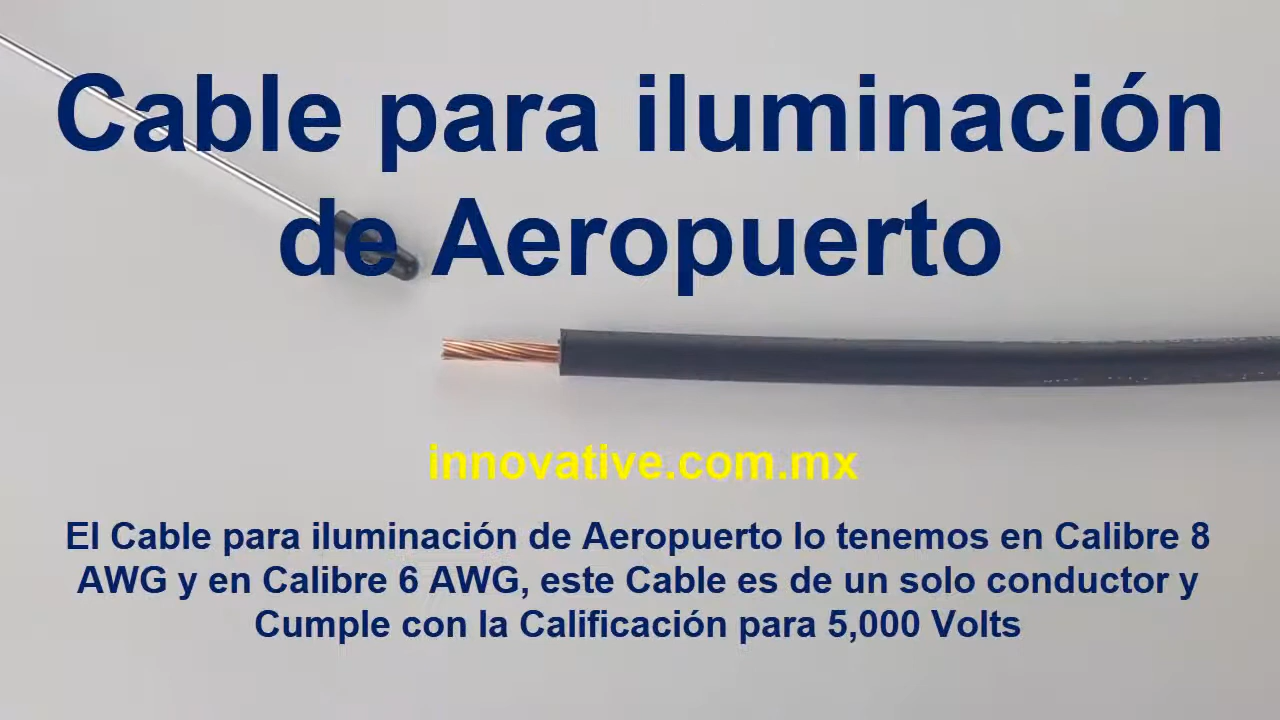 Cable para iluminación
de Aeropuerto
innovative.com.mx
El Cable para iluminación de Aeropuerto lo tenemos en Calibre 8
AWG y en Calibre 6 AWG, este Cable es de un solo conductor y
Cumple con la Calificación para 5,000 Volts